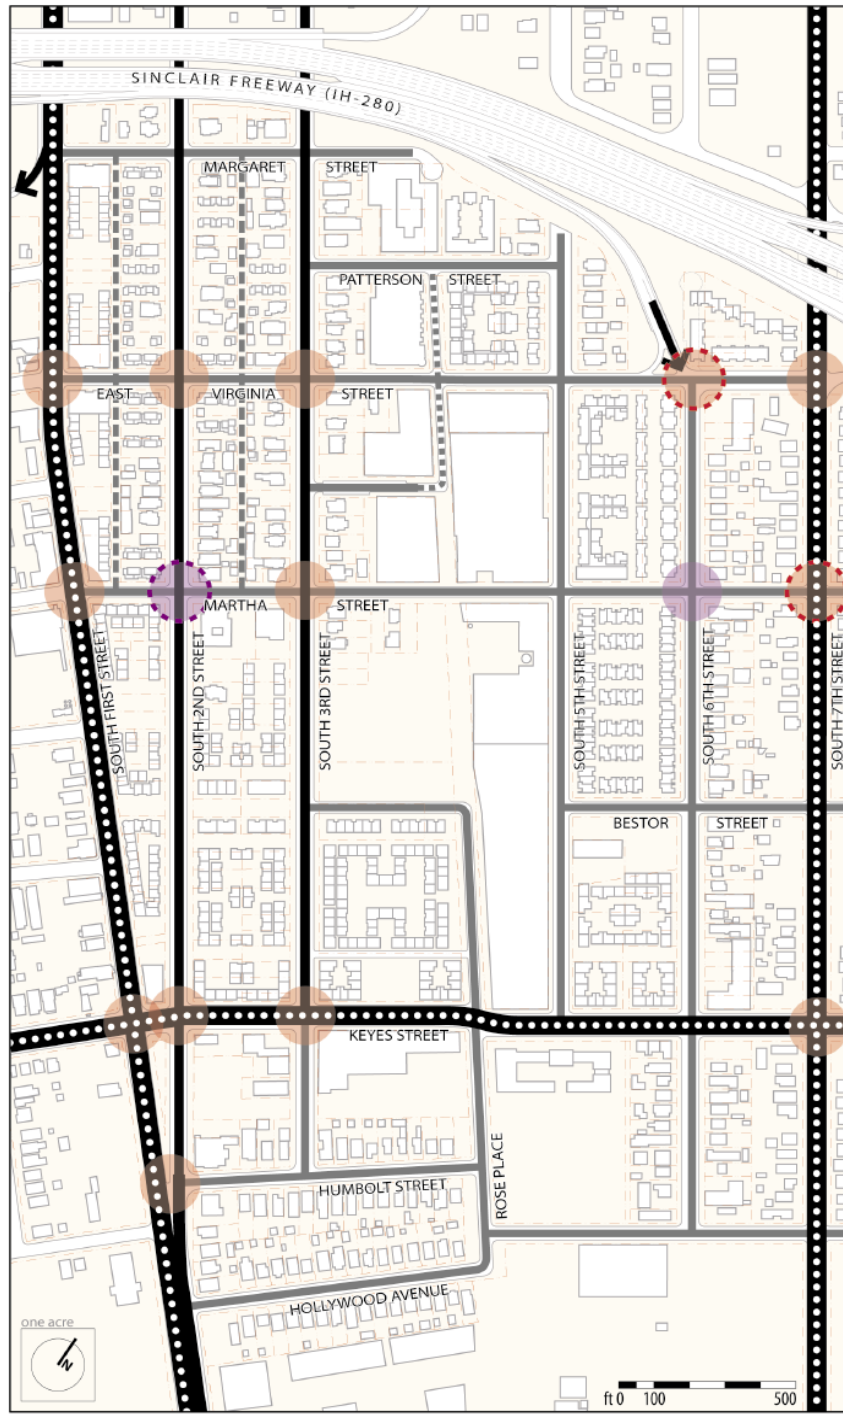 SINCLAIR FREEWAY (IH-280)
MARGARET STREET
PATTERSON STREET
EAST VIRGINIA STREET
MARTHA STREET
SOUTH FIRST STREET
SOUTH 2ND STREET
SOUTH 3RD STREET
SOUTH 5TH STREET
SOUTH 6TH STREET
SOUTH 7TH STREET
BESTOR STREET
KEYES STREET
ROSE PLACE
HUMBOLT STREET
HOLLYWOOD AVENUE
one acre
N
ft 0 100 500